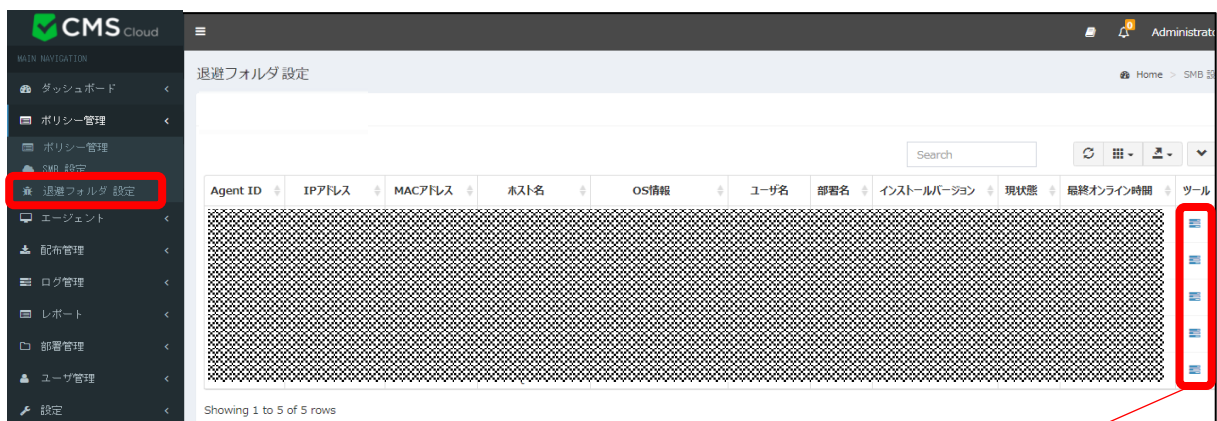 CMS Cloud
0
Administrato
MAIN NAVIGATION
退避フォルダ 設定
Home > SMB 設
ダッシュボード
ポリシー管理
ポリシー管理
SMB 設定
退避フォルダ 設定
Search
Agent ID IPアドレス MACアドレス ホスト名 OS情報 ユーザ名 部署名 インストールバージョン 現状態 最終オンライン時間 ツール
エージェント
配布管理
ログ管理
レポート
部署管理
ユーザ管理
設定
Showing 1 to 5 of 5 rows